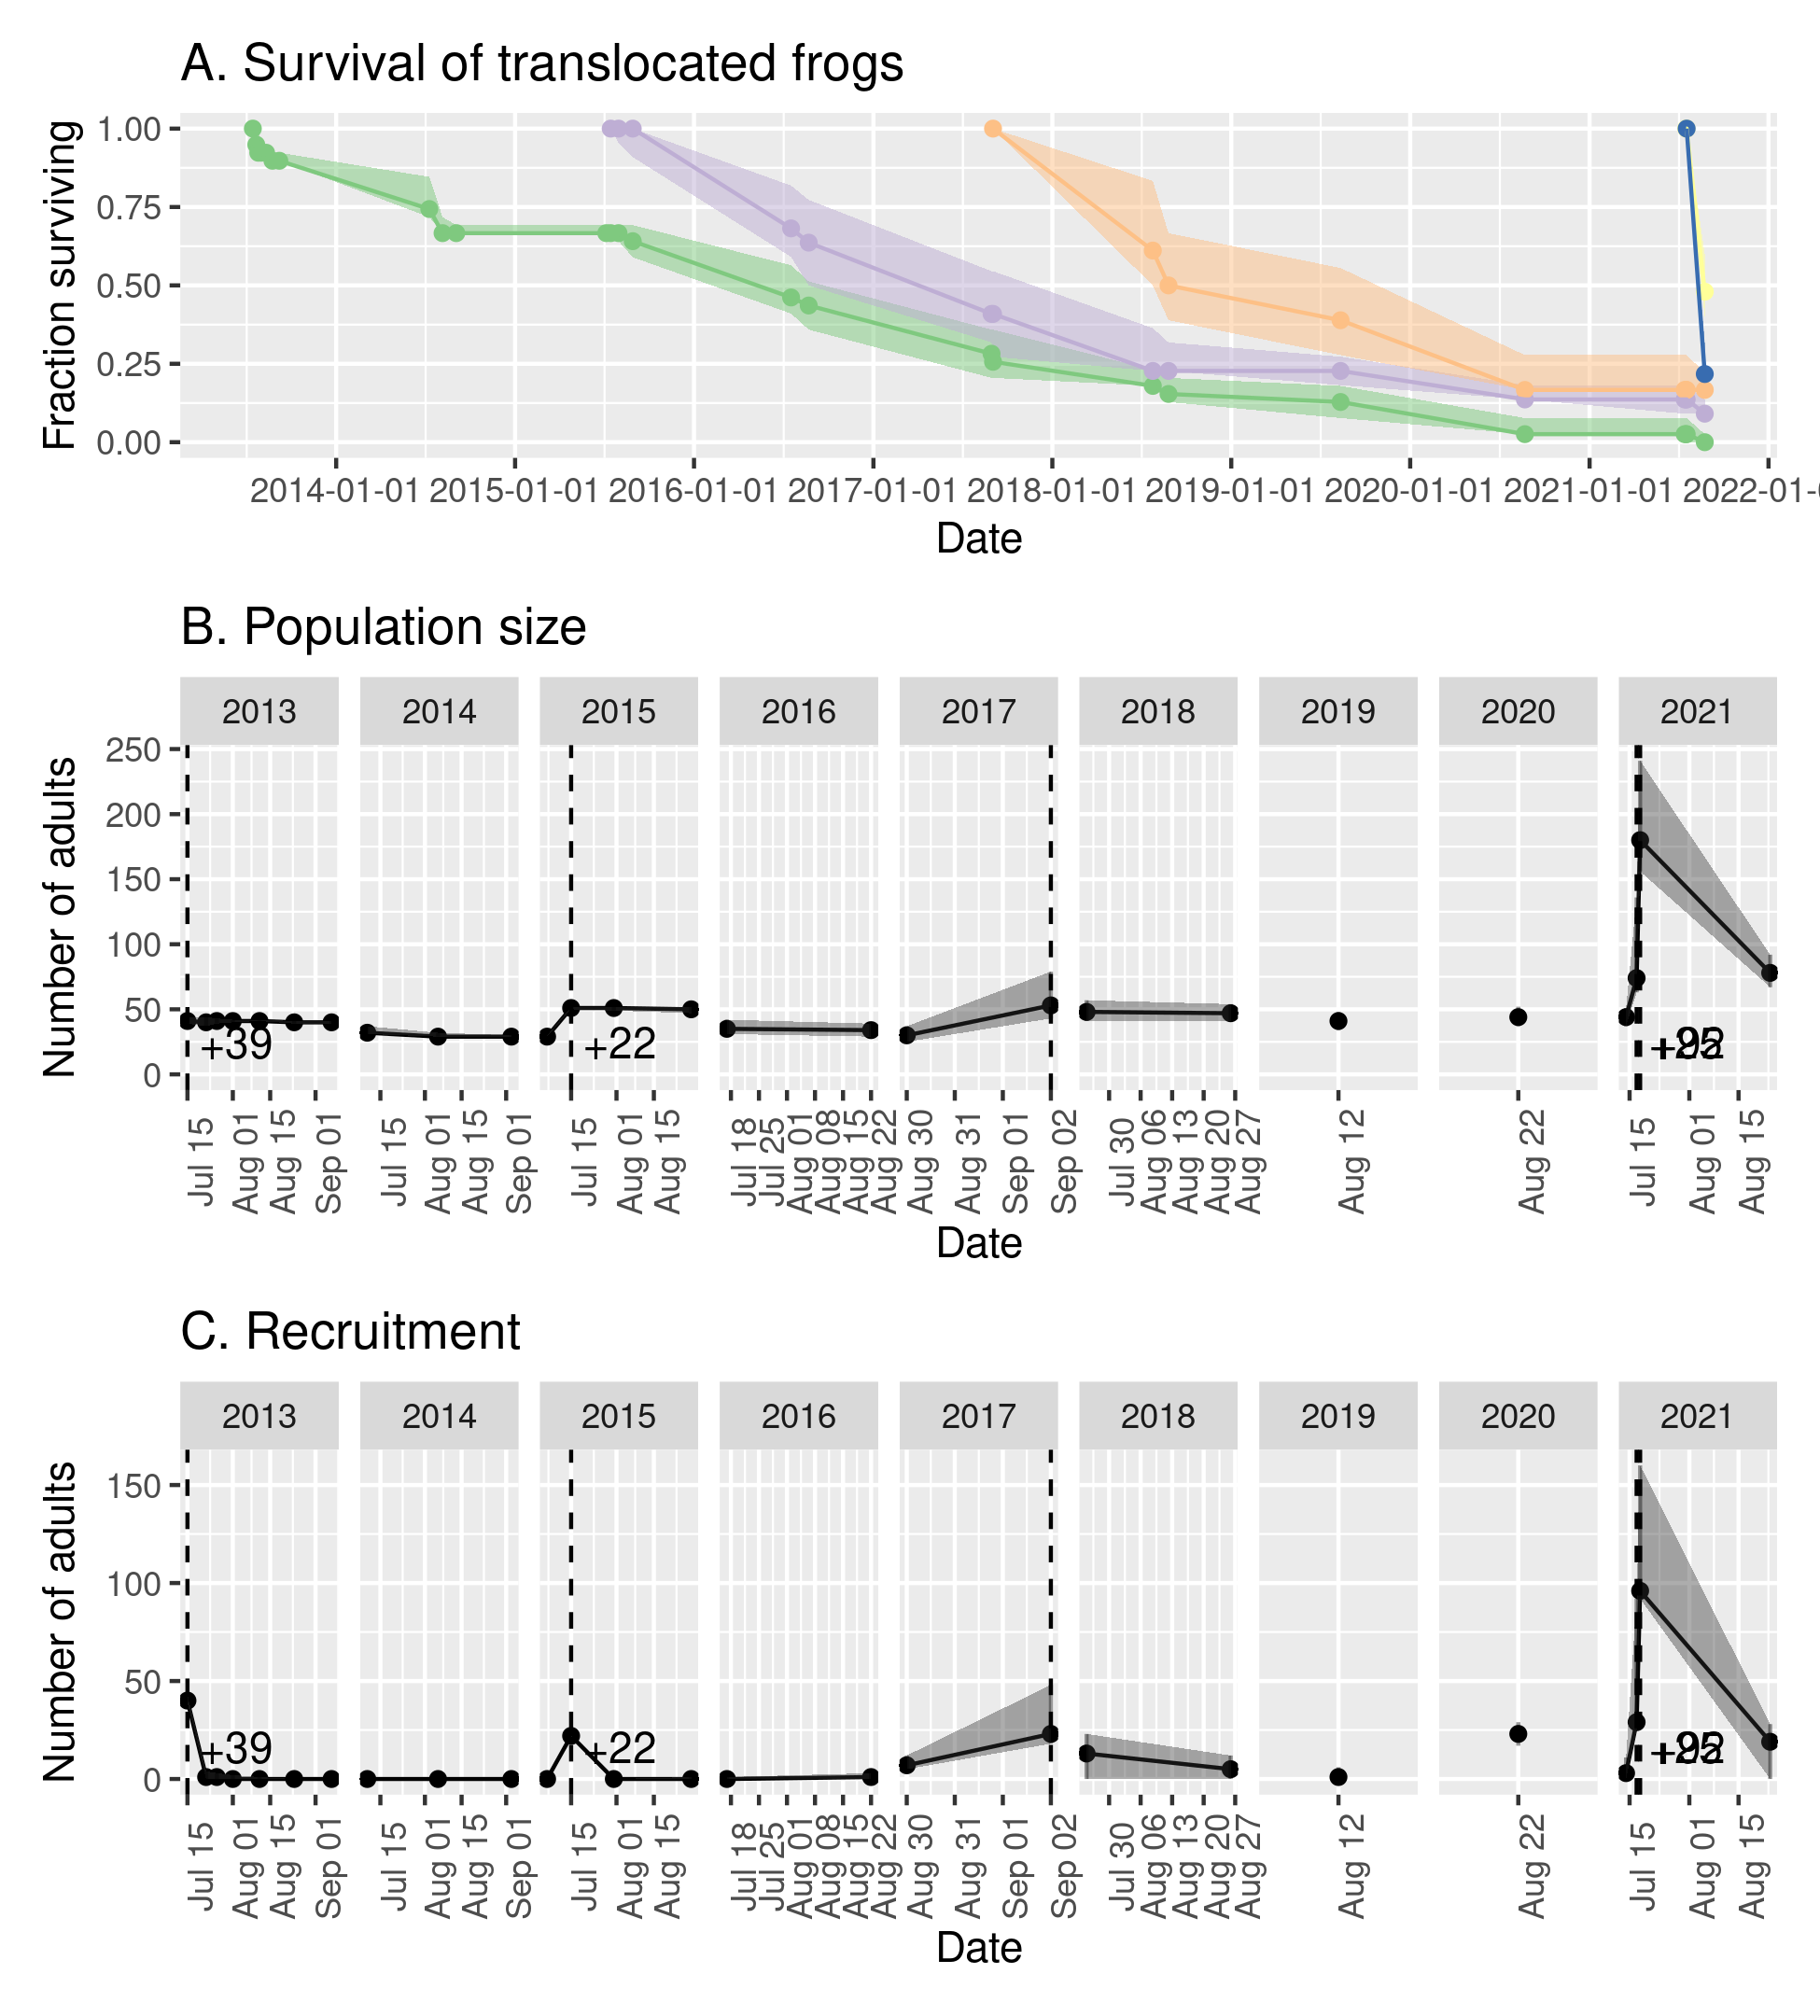 A. Survival of translocated frogs
Fraction surviving
1.00
0.75
0.50
0.25
0.00
2014-01-01 2015-01-01 2016-01-01 2017-01-01 2018-01-01 2019-01-01 2020-01-01 2021-01-01 2022-01-0
Date
B. Population size
2013 2014 2015 2016 2017 2018 2019 2020 2021
Number of adults
250
200
150
100
50
0
+39 +22
Jul 15 Aug 01 Aug 15 Sep 01 Jul 15 Aug 01 Aug 15 Sep 01 Jul 15 Aug 01 Aug 15 Jul 18 Jul 25 Aug 01 Aug 08 Aug 15 Aug 22 Aug 30 Aug 31 Sep 01 Sep 02 Jul 30 Aug 06 Aug 13 Aug 20 Aug 27 Aug 12 Aug 22 Jul 15 Aug 01 Aug 15
Date
C. Recruitment
2013 2014 2015 2016 2017 2018 2019 2020 2021
Number of adults
150
100
50
0
+39 +22
Jul 15 Aug 01 Aug 15 Sep 01 Jul 15 Aug 01 Aug 15 Sep 01 Jul 15 Aug 01 Aug 15 Jul 18 Jul 25 Aug 01 Aug 08 Aug 15 Aug 22 Aug 30 Aug 31 Sep 01 Sep 02 Jul 30 Aug 06 Aug 13 Aug 20 Aug 27 Aug 12 Aug 22 Jul 15 Aug 01 Aug 15
Date